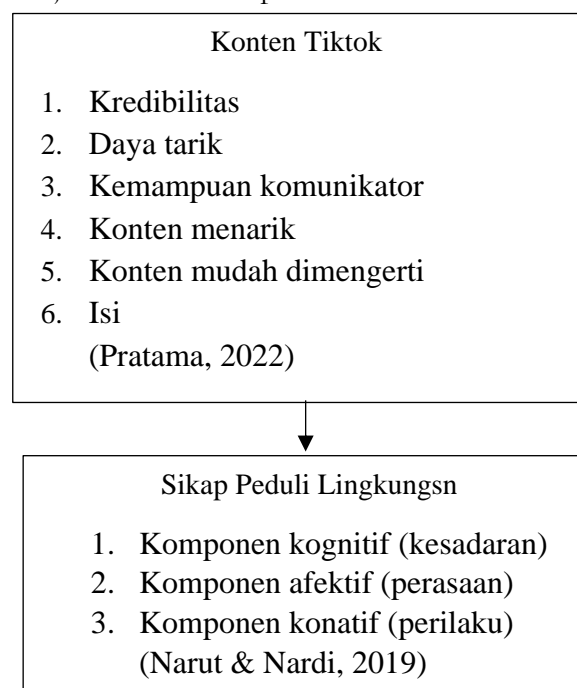 Konten Tiktok
1. Kredibilitas
2. Daya tarik
3. Kemampuan komunikator
4. Konten menarik
5. Konten mudah dimengerti
6. Isi
(Pratama, 2022)
Sikap Peduli Lingkungsn
1. Komponen kognitif (kesadaran)
2. Komponen afektif (perasaan)
3. Komponen konatif (perilaku)
(Narut & Nardi, 2019)